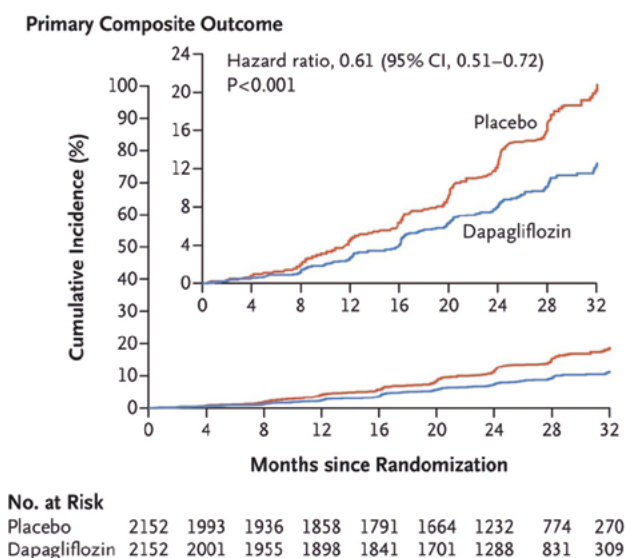 Primary Composite Outcome
Hazard ratio, 0.61 (95% CI, 0.51–0.72)
P<0.001
Cumulative Incidence (%)
100
90
80
70
60
50
40
30
20
10
0
24
20
16
12
8
4
0
Placebo
Dapagliflozin
0 4 8 12 16 20 24 28 32
0 4 8 12 16 20 24 28 32
Months since Randomization
No. at Risk
Placebo 2152 1993 1936 1858 1791 1664 1232 774 270
Dapagliflozin 2152 2001 1955 1898 1841 1701 1288 831 309